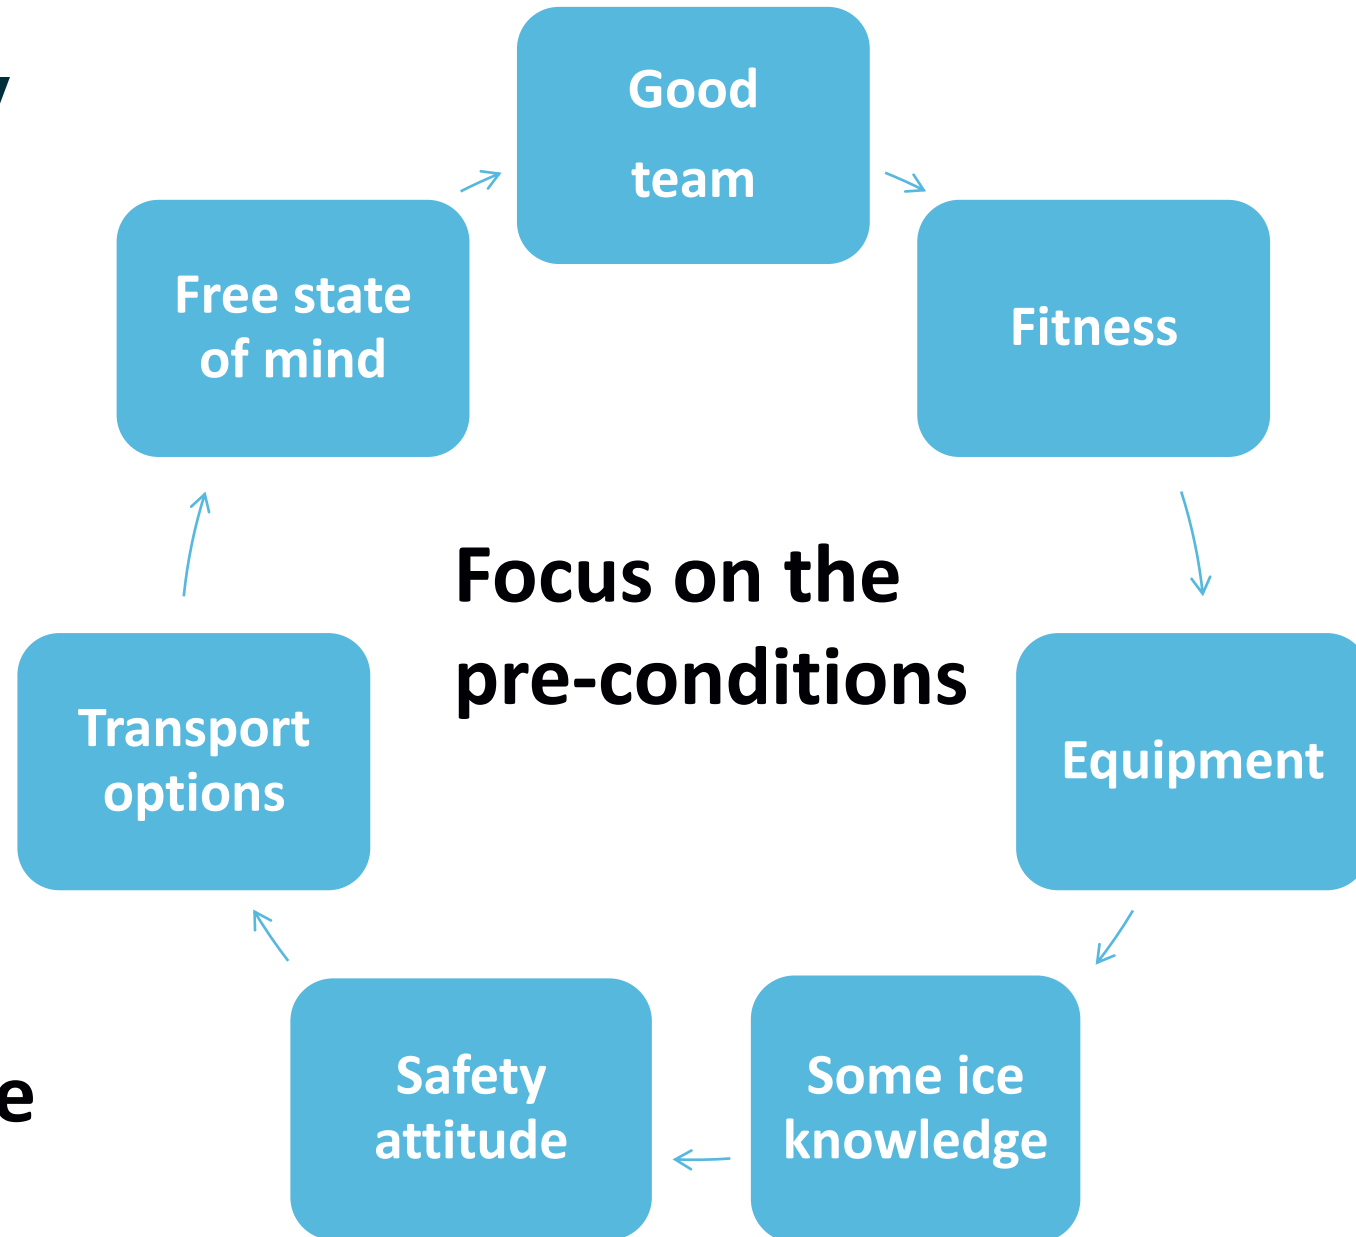 y
Good
team
Free state
of mind
Fitness
Focus on the
pre-conditions
Transport
options
Equipment
Safety
attitude
Some ice
knowledge
e